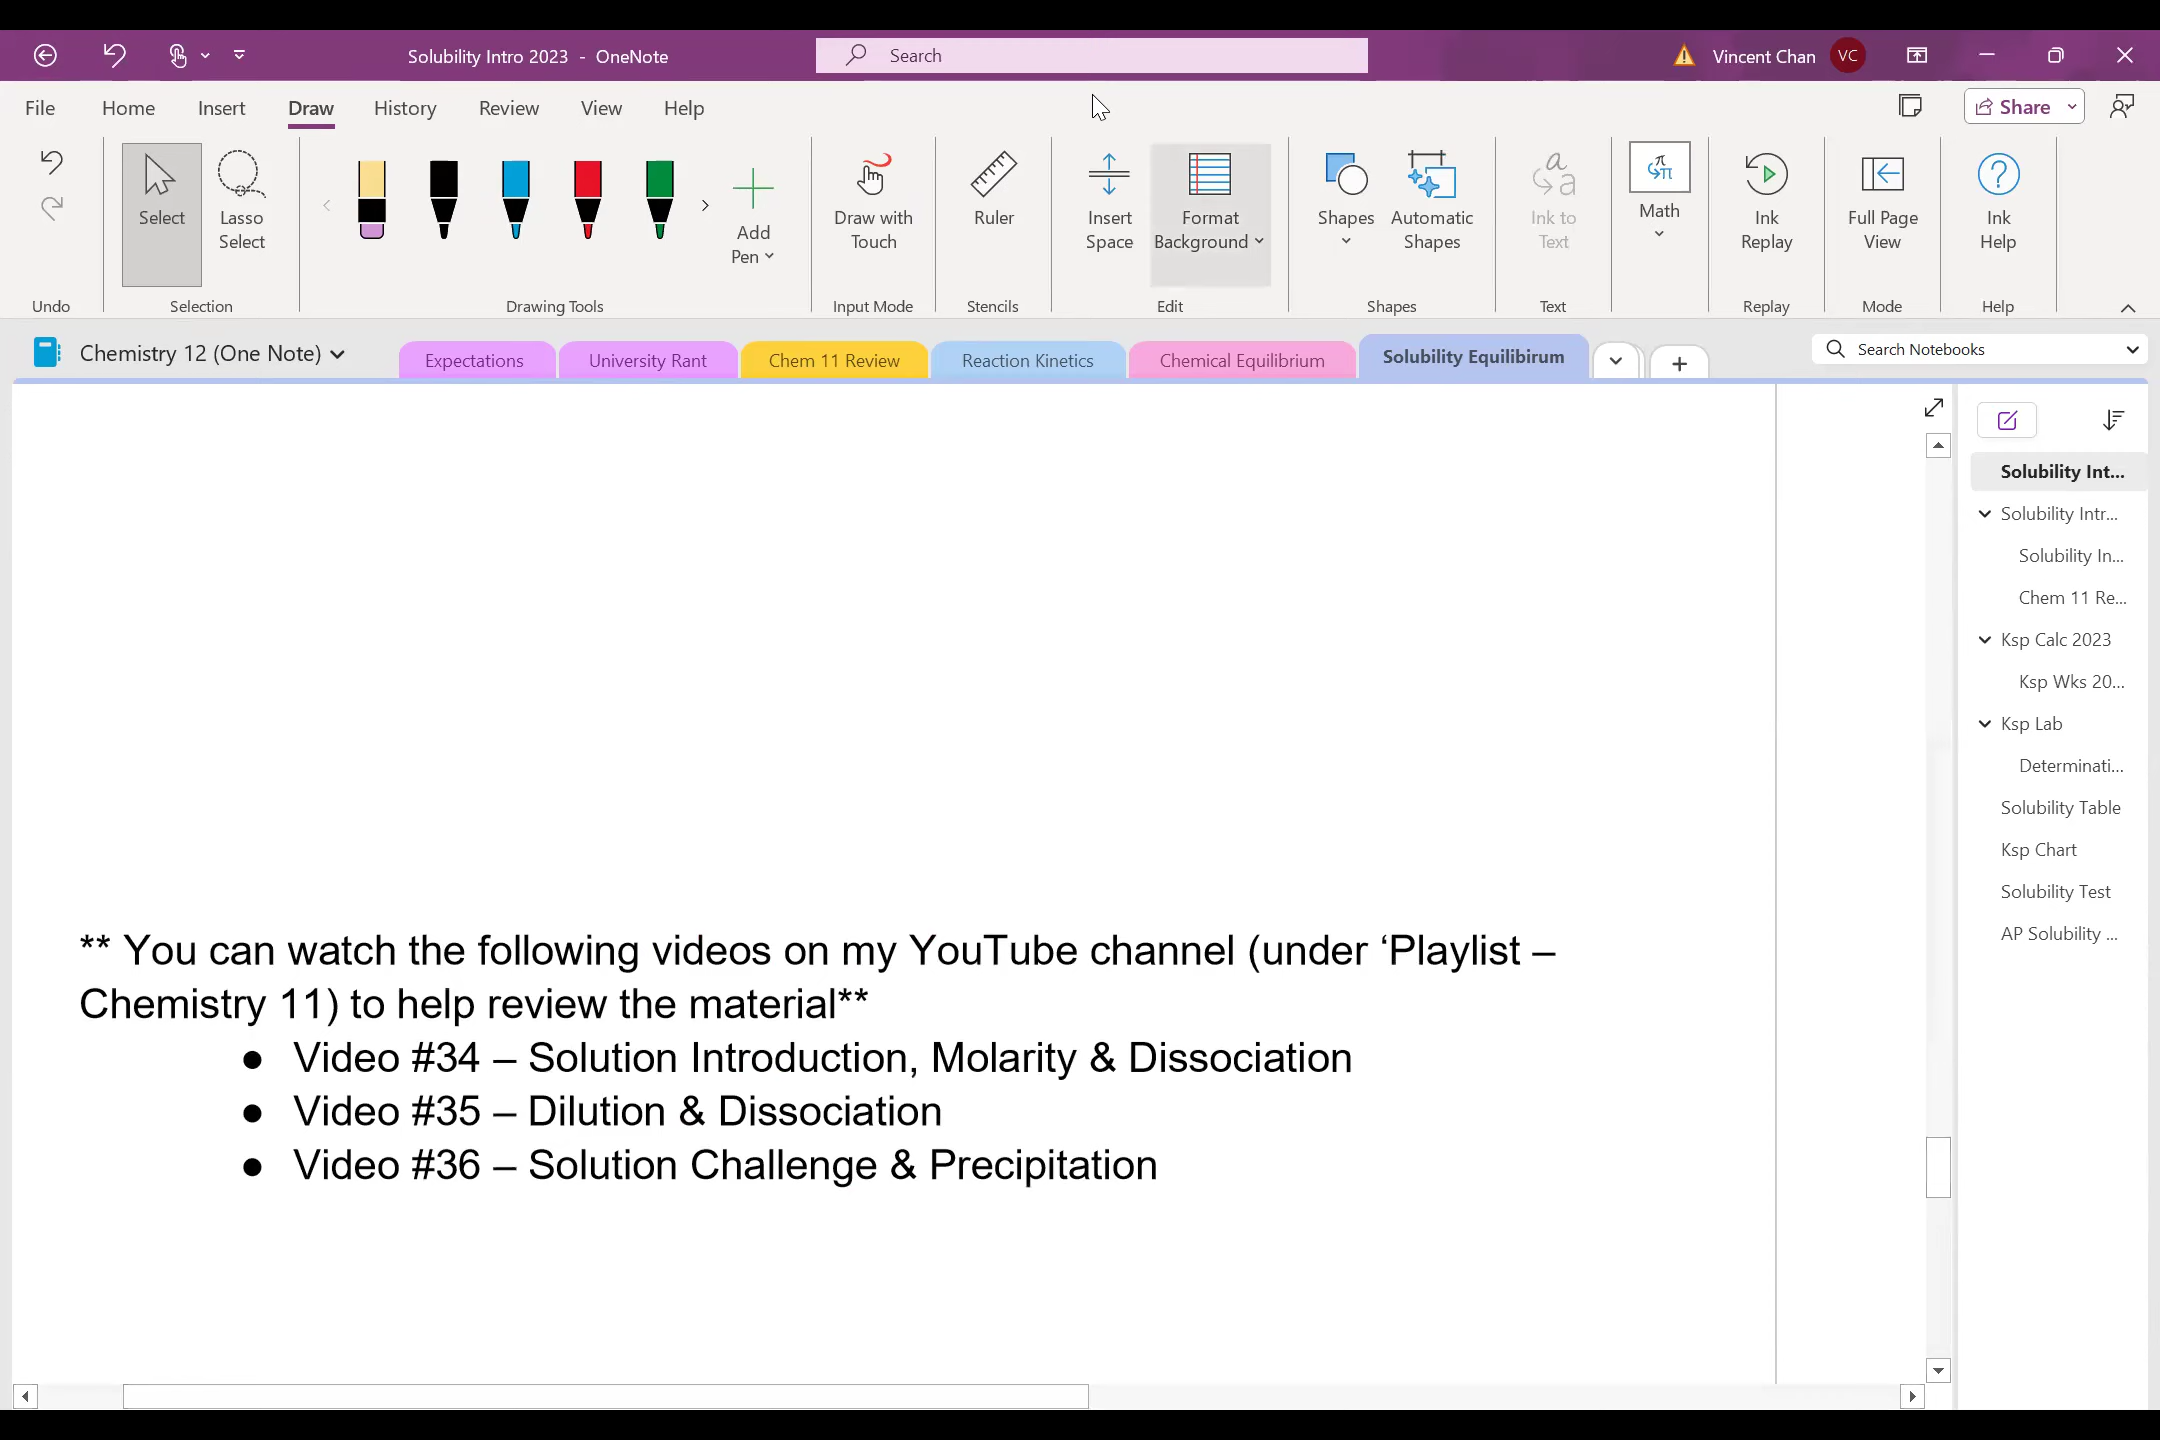 Solubility Intro 2023 - OneNote
Search
Vincent Chan
VC
File
Home
Insert
Draw
History
Review
View
Help
Share
Select
Lasso
Select
Add
Pen
Draw with
Touch
Ruler
Insert
Space
Format
Background
Shapes
Automatic
Shapes
Ink to
Text
Math
Ink
Replay
Full Page
View
Ink
Help
Undo
Selection
Drawing Tools
Input Mode
Stencils
Edit
Shapes
Text
Replay
Mode
Help
Chemistry 12 (One Note)
Expectations
University Rant
Chem 11 Review
Reaction Kinetics
Chemical Equilibrium
Solubility Equilibirum
Search Notebooks
Solubility Int...
Solubility Intr...
Solubility In...
Chem 11 Re...
Ksp Calc 2023
Ksp Wks 20...
Ksp Lab
Determinati...
Solubility Table
Ksp Chart
Solubility Test
AP Solubility ...
** You can watch the following videos on my YouTube channel (under ‘Playlist –
Chemistry 11) to help review the material**
● Video #34 – Solution Introduction, Molarity & Dissociation
● Video #35 – Dilution & Dissociation
● Video #36 – Solution Challenge & Precipitation